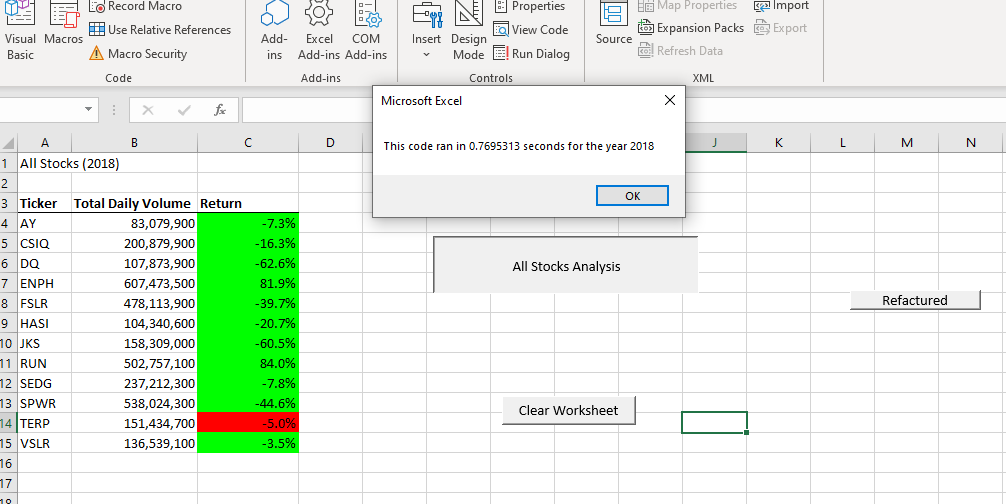 Record Macro
Use Relative References
Macro Security
Visual Basic
Macros
Code
Add-ins
Excel Add-ins
COM Add-ins
Add-ins
Insert
Design Mode
Properties
View Code
Run Dialog
Controls
Source
Map Properties
Expansion Packs
Refresh Data
Import
Export
XML
fx
Microsoft Excel
This code ran in 0.7695313 seconds for the year 2018
OK
A B C D J K L M N
1 All Stocks (2018)
2
3 Ticker Total Daily Volume Return
4 AY 83,079,900 -7.3%
5 CSIQ 200,879,900 -16.3%
6 DQ 107,873,900 -62.6%
7 ENPH 607,473,500 81.9%
8 FSLR 478,113,900 -39.7%
9 HASI 104,340,600 -20.7%
10 JKS 158,309,000 -60.5%
11 RUN 502,757,100 84.0%
12 SEDG 237,212,300 -7.8%
13 SPWR 538,024,300 -44.6%
14 TERP 151,434,700 -5.0%
15 VSLR 136,539,100 -3.5%
16
17
18
All Stocks Analysis
Refactured
Clear Worksheet